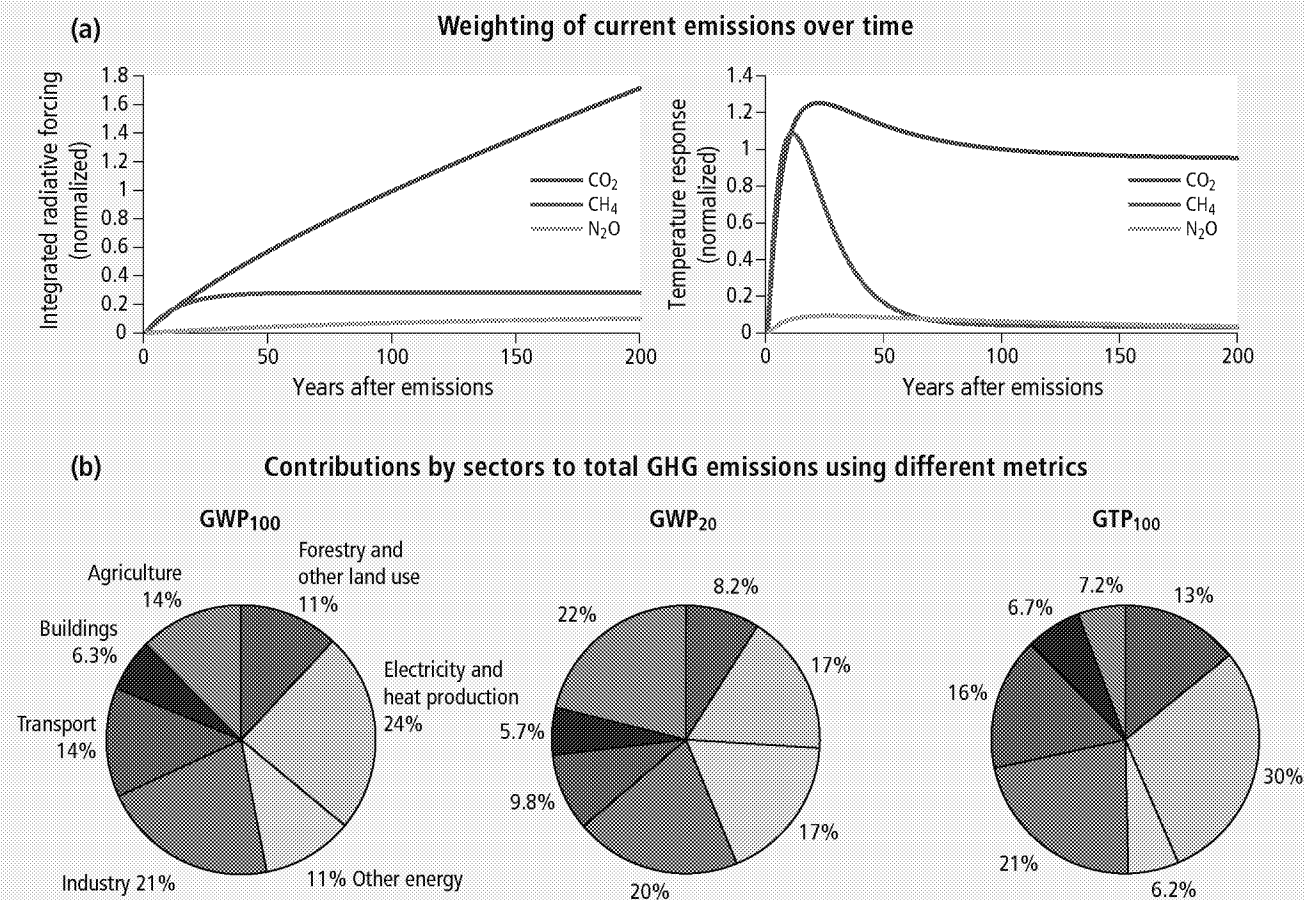 (a)
Weighting of current emissions over time
Integrated radiative forcing
(normalized)
1.8
1.6
1.4
1.2
1
0.8
0.6
0.4
0.2
0
0 50 100 150 200
Years after emissions
CO₂
CH₄
N₂O
Temperature response
(normalized)
1.4
1.2
1
0.8
0.6
0.4
0.2
0
0 50 100 150 200
Years after emissions
CO₂
CH₄
N₂O
(b)
Contributions by sectors to total GHG emissions using different metrics
GWP₁₀₀
Forestry and
other land use
11%
Electricity and
heat production
24%
11% Other energy
Industry 21%
Transport
14%
Buildings
6.3%
Agriculture
14%
GWP₂₀
8.2%
17%
17%
20%
9.8%
5.7%
22%
GTP₁₀₀
13%
30%
6.2%
21%
16%
6.7%
7.2%